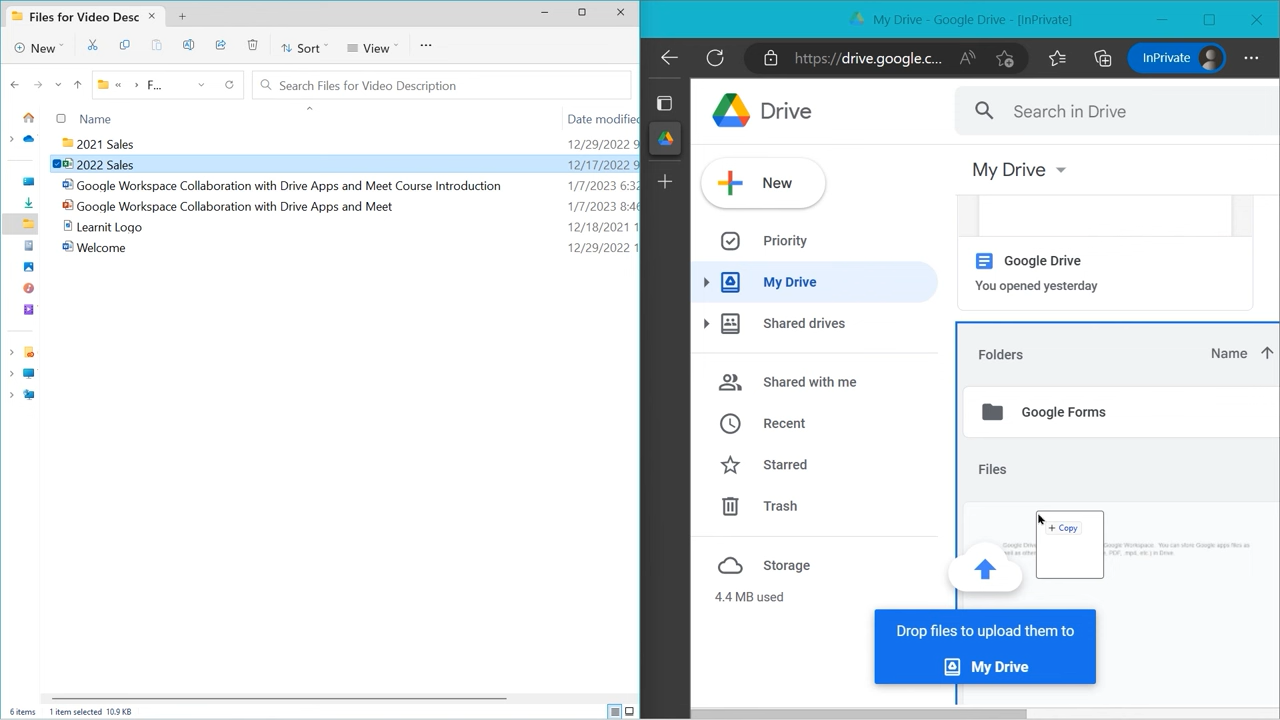 Files for Video Desc
New
Sort
View
F...
Search Files for Video Description
Name
Date modified
2021 Sales
12/29/2022 9
2022 Sales
12/17/2022 9
Google Workspace Collaboration with Drive Apps and Meet Course Introduction
1/7/2023 6:32
Google Workspace Collaboration with Drive Apps and Meet
1/7/2023 8:46
Learnit Logo
12/18/2021 1
Welcome
12/29/2022 1
6 items
1 item selected 10.9 KB
My Drive - Google Drive - [InPrivate]
https://drive.google.c...
InPrivate
Drive
Search in Drive
New
My Drive
Priority
My Drive
Shared drives
Shared with me
Recent
Starred
Trash
Storage
4.4 MB used
Google Drive
You opened yesterday
Folders
Name
Google Forms
Files
+ Copy
Drop files to upload them to
My Drive